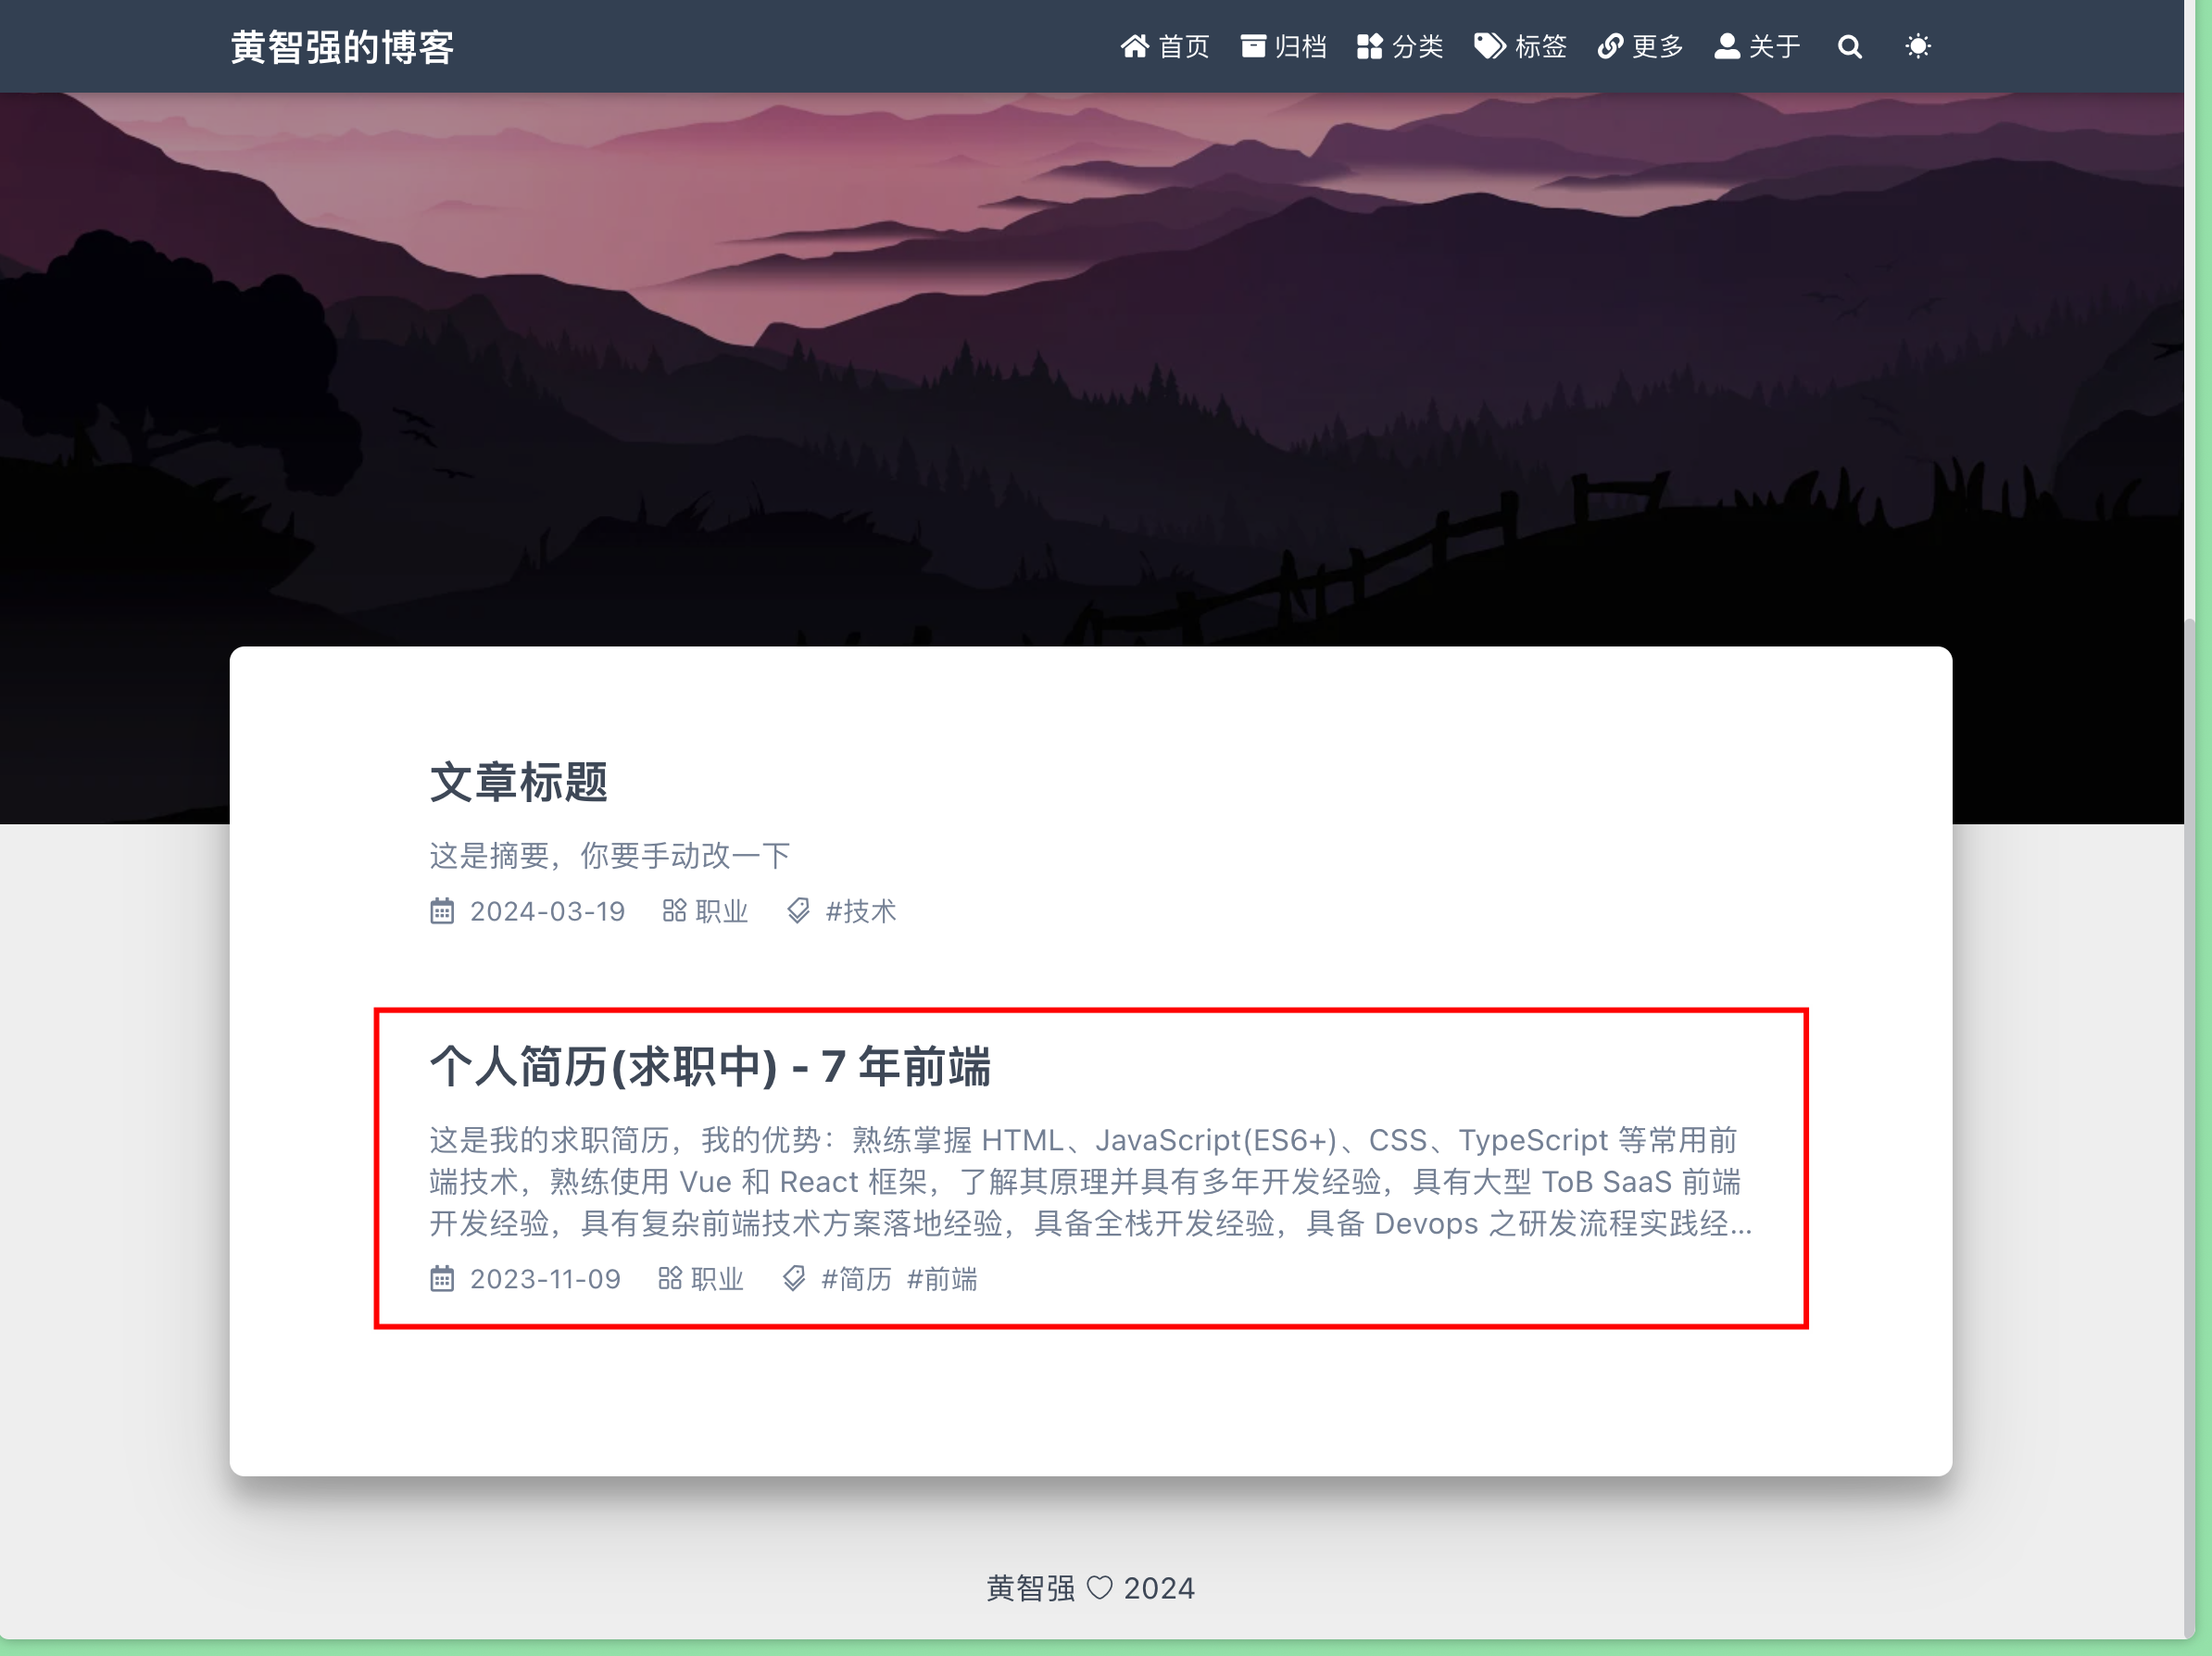 黄智强的博客
首页 归档 分类 标签 更多 关于
文章标题
这是摘要，你要手动改一下
2024-03-19 职业 #技术
个人简历(求职中) - 7 年前端
这是我的求职简历，我的优势：熟练掌握 HTML、JavaScript(ES6+)、CSS、TypeScript 等常用前
端技术，熟练使用 Vue 和 React 框架，了解其原理并具有多年开发经验，具有大型 ToB SaaS 前端
开发经验，具有复杂前端技术方案落地经验，具备全栈开发经验，具备 Devops 之研发流程实践经...
2023-11-09 职业 #简历 #前端
黄智强 ♡ 2024